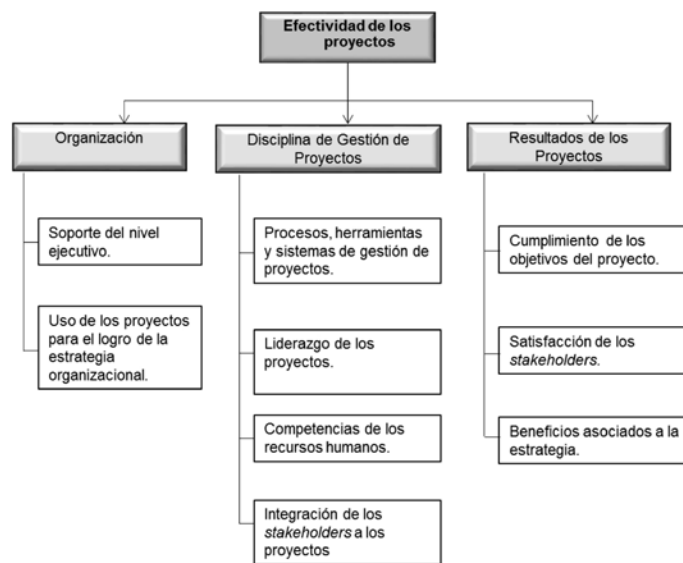 Efectividad de los
proyectos
Organización
Soporte del nivel
ejecutivo.
Uso de los proyectos
para el logro de la
estrategia
organizacional.
Disciplina de Gestión de
Proyectos
Procesos, herramientas
y sistemas de gestión de
proyectos.
Liderazgo de los
proyectos.
Competencias de los
recursos humanos.
Integración de los
stakeholders a los
proyectos
Resultados de los
Proyectos
Cumplimiento de los
objetivos del proyecto.
Satisfacción de los
stakeholders.
Beneficios asociados a la
estrategia.